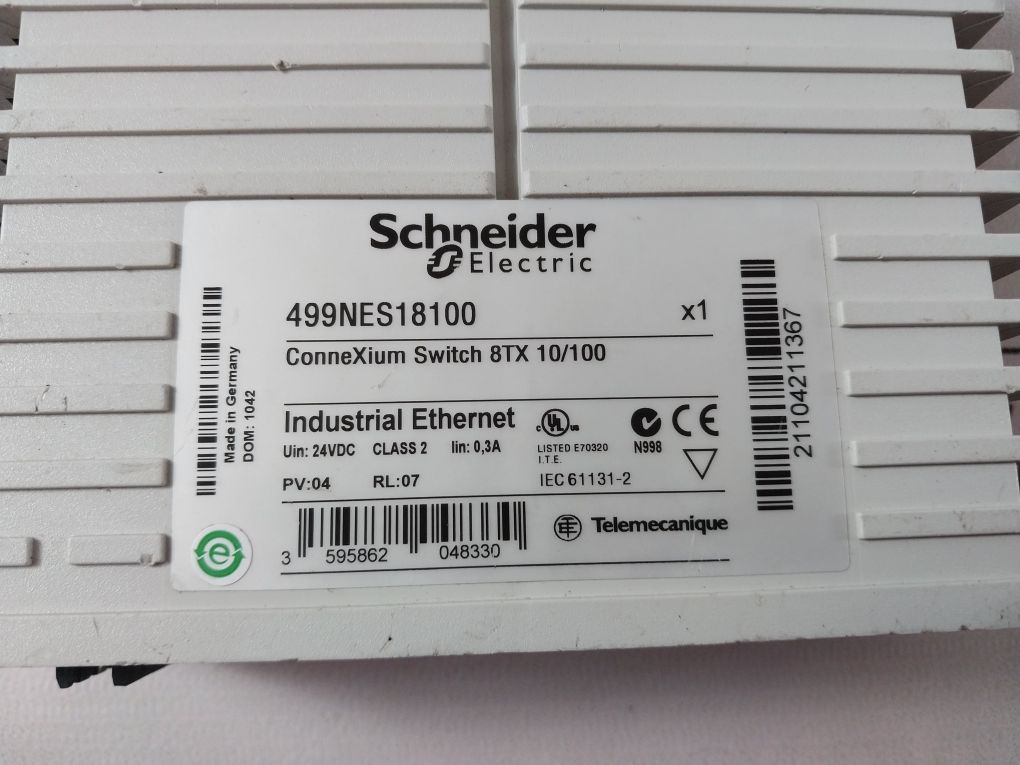 Schneider
Electric
499NES18100 x1
ConneXium Switch 8TX 10/100
Industrial Ethernet
Uin: 24VDC CLASS 2 Iin: 0,3A
PV:04 RL:07
c UL us
LISTED E70320
I.T.E.
N998
CE
IEC 61131-2
3 595862 048330
Telemecanique
Made in Germany
DOM: 1042
21104211367
e